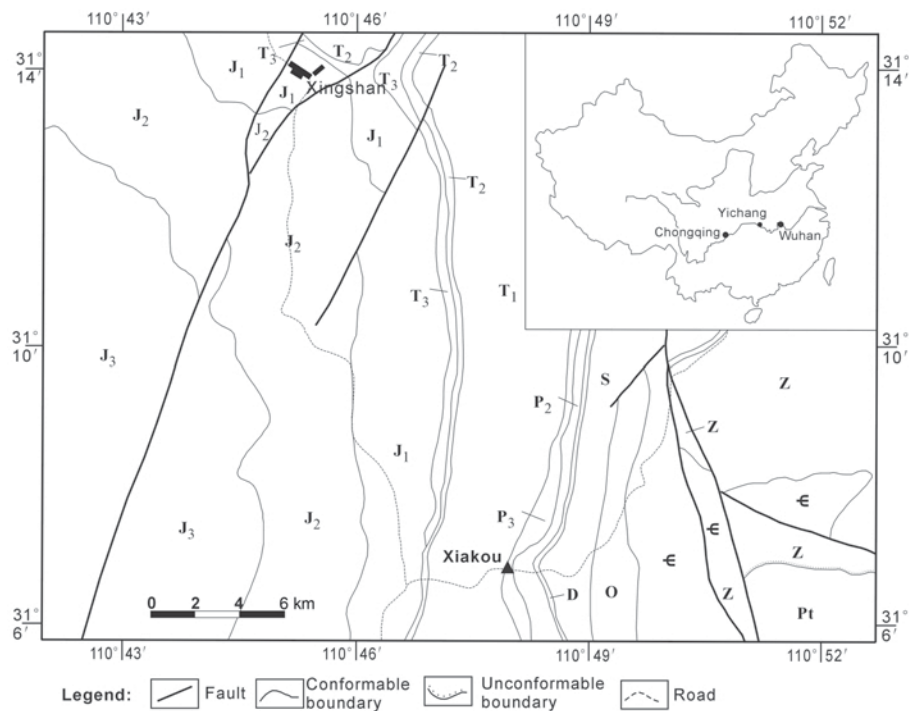 110° 43′ 110° 46′ 110° 49′ 110° 52′
31°
14′
31°
14′
T₃ T₂
J₁
Xingshan
J₁
T₃
T₂
J₂
J₂
J₁
T₂
J₂
T₃
T₁
Yichang
Chongqing
Wuhan
31°
10′
31°
10′
J₃
S
Z
P₂
Z
J₁
Є
J₃
J₂
P₃
Є
Xiakou
Є
Z
0 2 4 6 km
D
O
Z
Pt
31°
6′
31°
6′
110° 43′ 110° 46′ 110° 49′ 110° 52′
Legend: Fault Conformable boundary Unconformable boundary Road